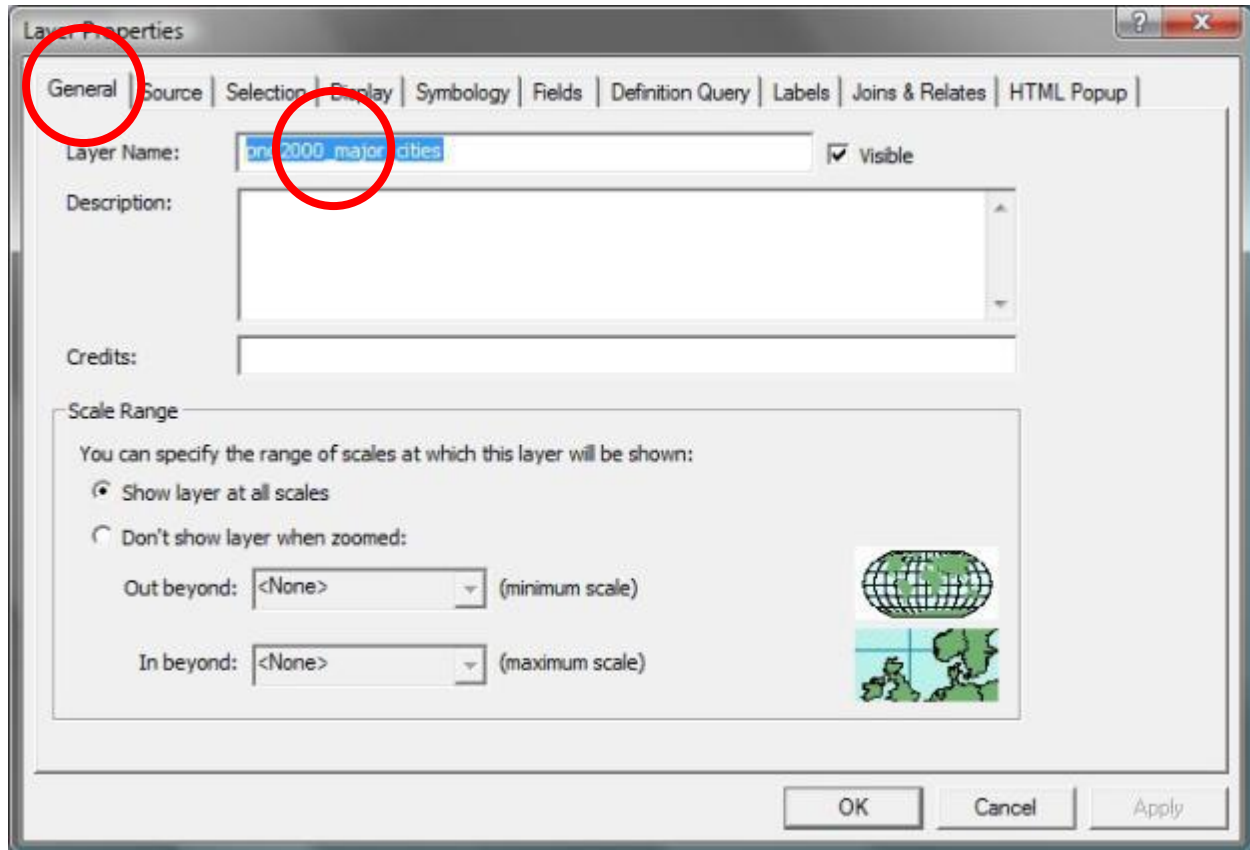 Layer Properties
General Source Selection Display Symbology Fields Definition Query Labels Joins & Relates HTML Popup
Layer Name: 2000_major cities Visible
Description:
Credits:
Scale Range
You can specify the range of scales at which this layer will be shown:
Show layer at all scales
Don't show layer when zoomed:
Out beyond: <None> (minimum scale)
In beyond: <None> (maximum scale)
OK Cancel Apply